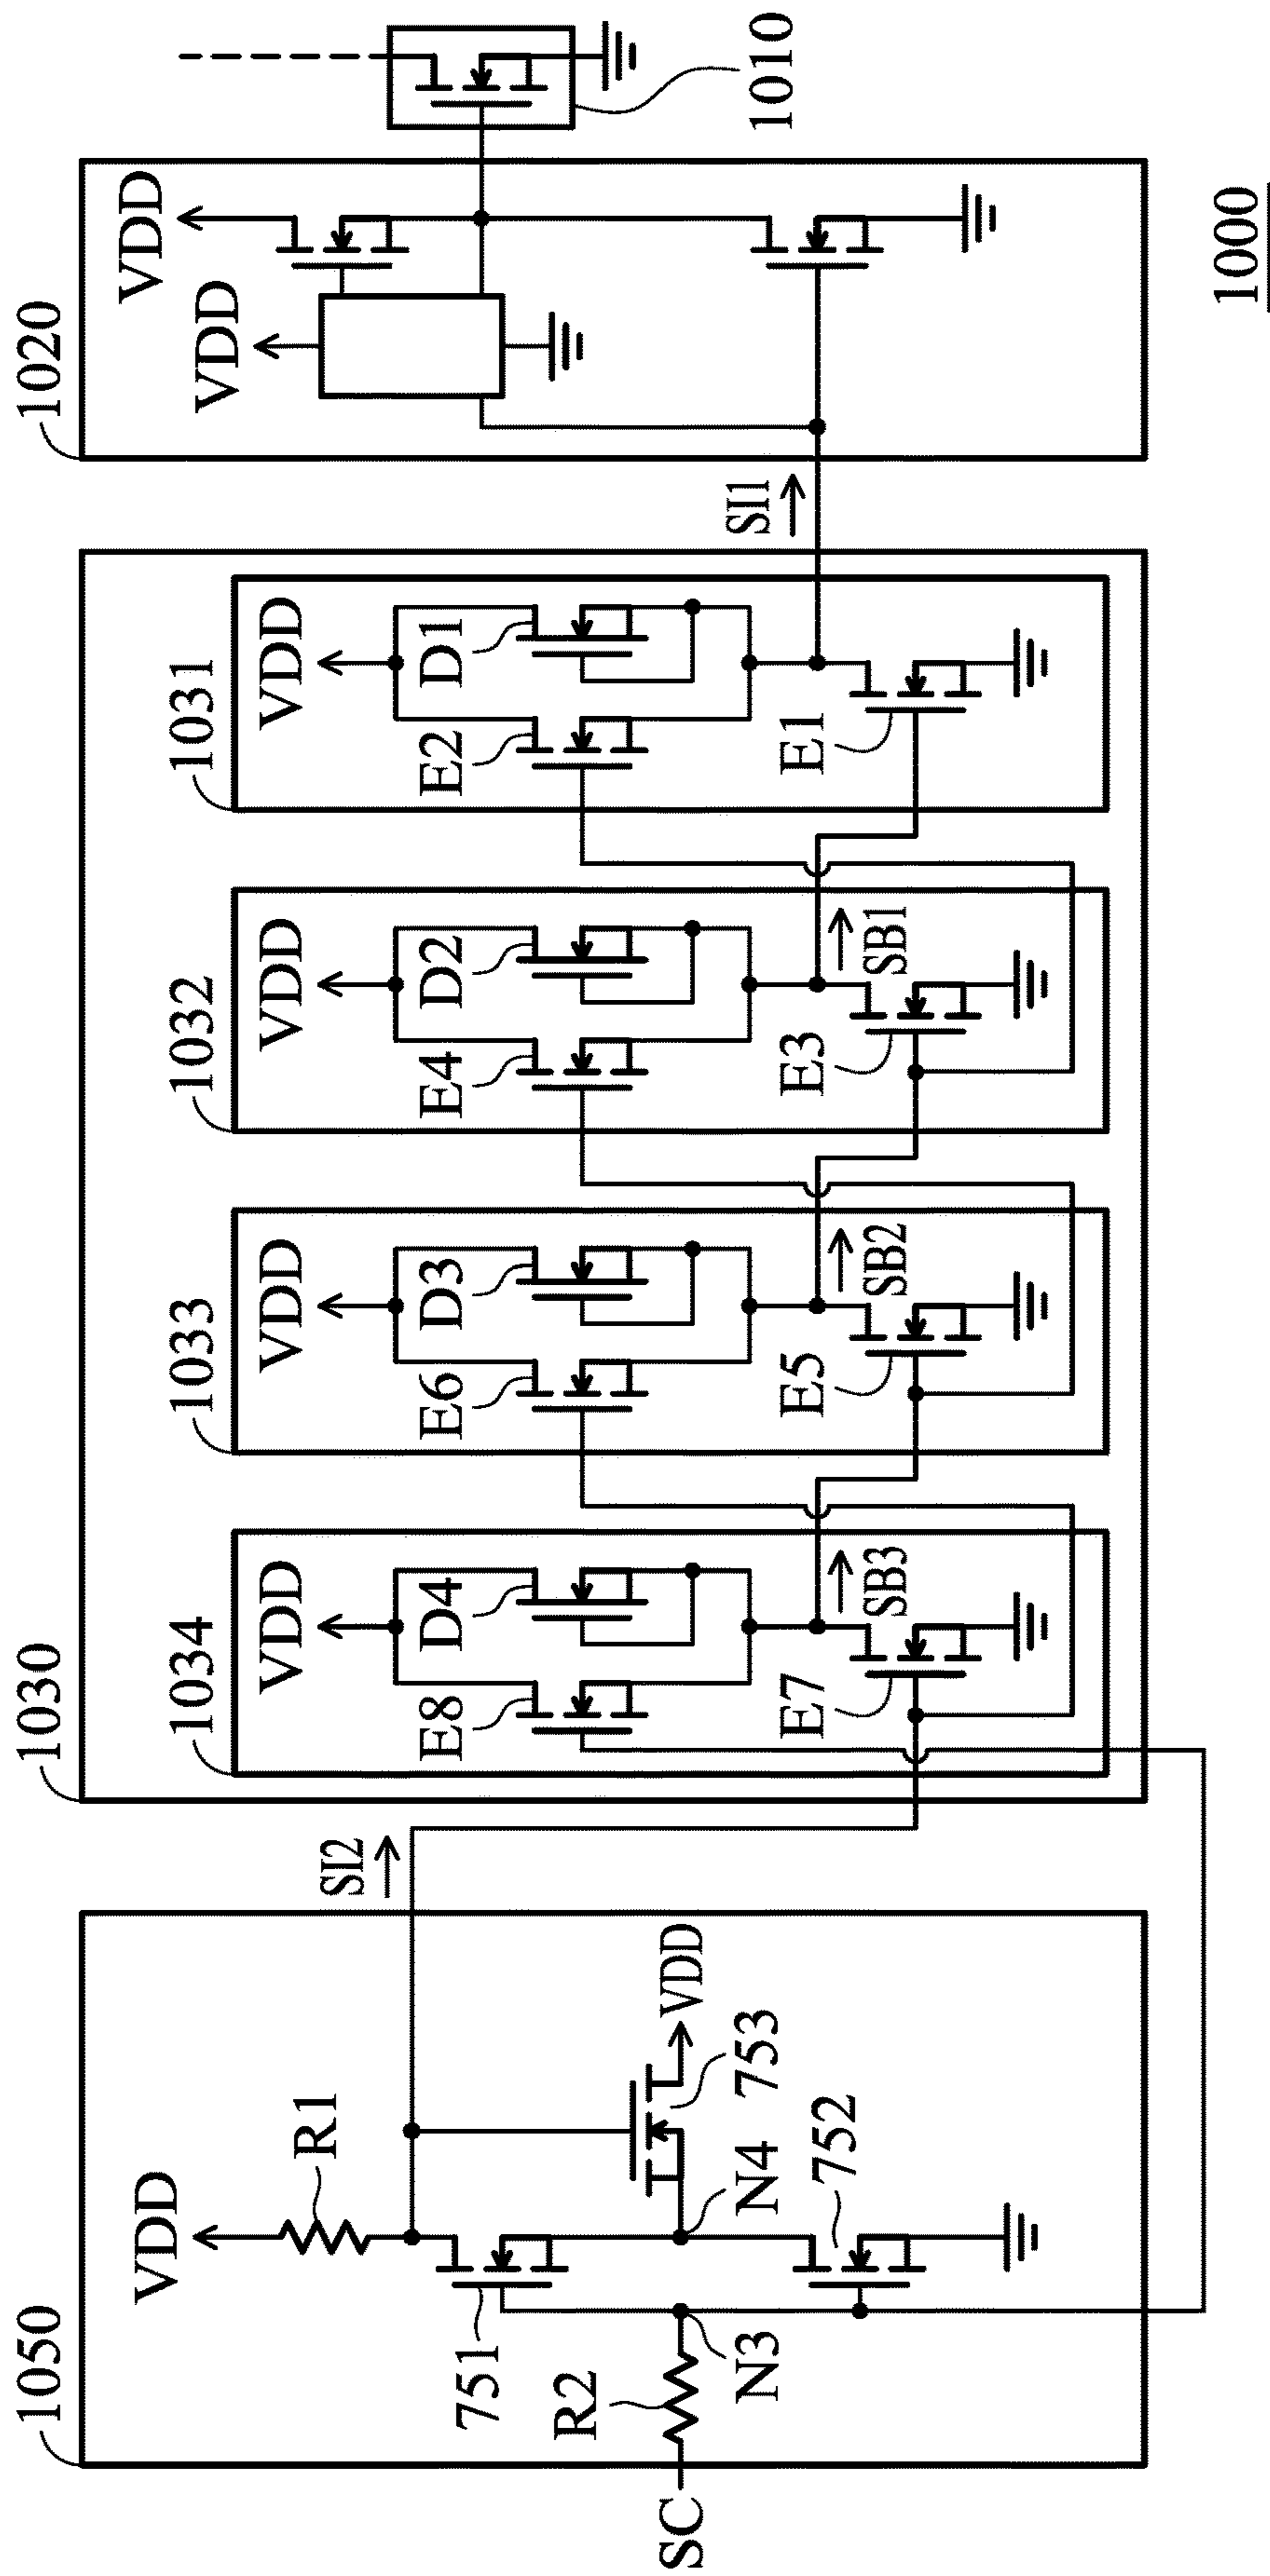 1050
VDD
R1
751
R2
SC
N3
N4
752
753
VDD
SI2
1030
1034
VDD
E8
D4
E7
SB3
1033
VDD
E6
D3
E5
SB2
1032
VDD
E4
D2
E3
SB1
1031
VDD
E2
D1
E1
SI1
1020
VDD
VDD
1010
1000